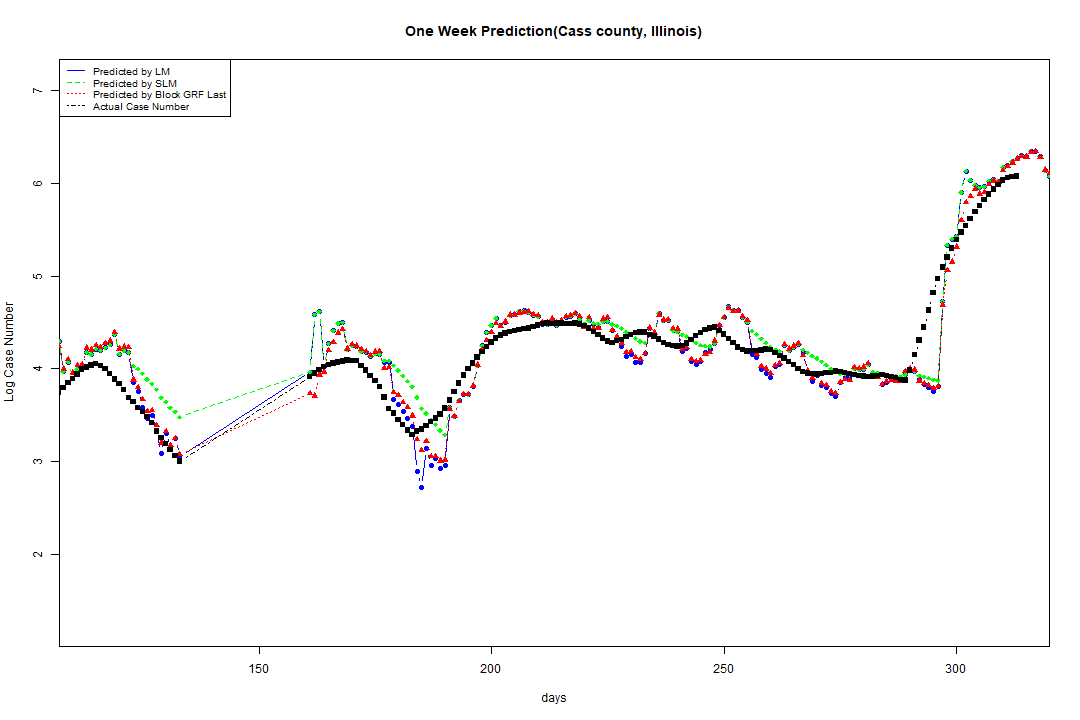 One Week Prediction(Cass county, Illinois)
Predicted by LM
Predicted by SLM
Predicted by Block GRF Last
Actual Case Number
7
6
5
4
3
2
Log Case Number
150
200
250
300
days